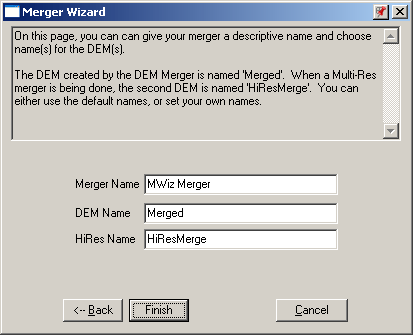 Merger Wizard
On this page, you can can give your merger a descriptive name and choose
name(s) for the DEM(s).
The DEM created by the DEM Merger is named 'Merged'.  When a Multi-Res
merger is being done, the second DEM is named 'HiResMerge'.  You can
either use the default names, or set your own names.
Merger Name MWiz Merger
DEM Name Merged
HiRes Name HiResMerge
<-- Back Finish Cancel